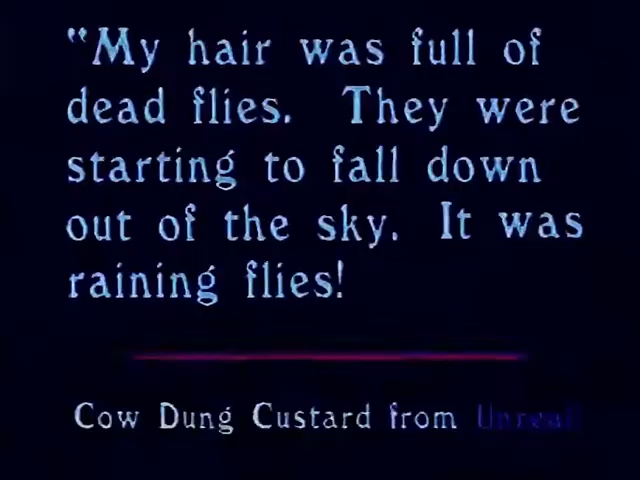 “My hair was full of
dead flies. They were
starting to fall down
out of the sky. It was
raining flies!
Cow Dung Custard from Unreal